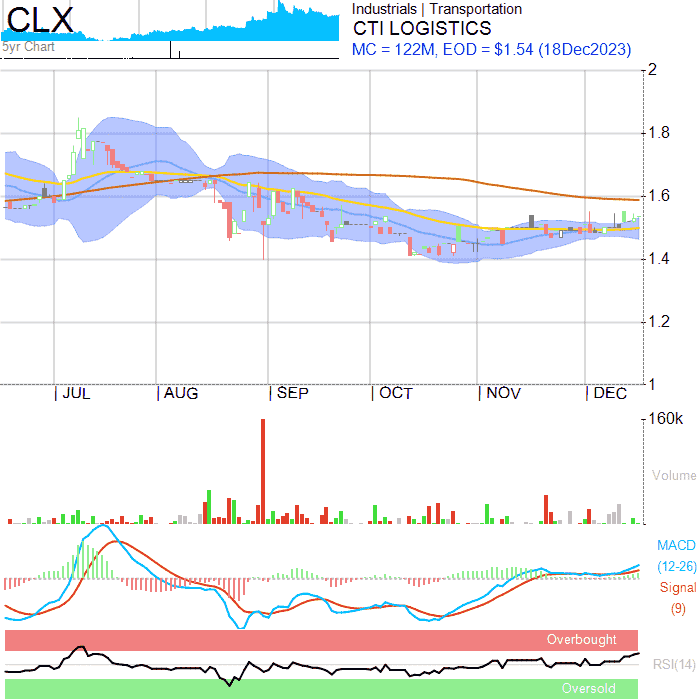 CLX
5yr Chart
Industrials | Transportation
CTI LOGISTICS
MC = 122M, EOD = $1.54 (18Dec2023)
2
1.8
1.6
1.4
1.2
1
JUL AUG SEP OCT NOV DEC
160k
Volume
MACD
(12-26)
Signal
(9)
Overbought
RSI(14)
Oversold